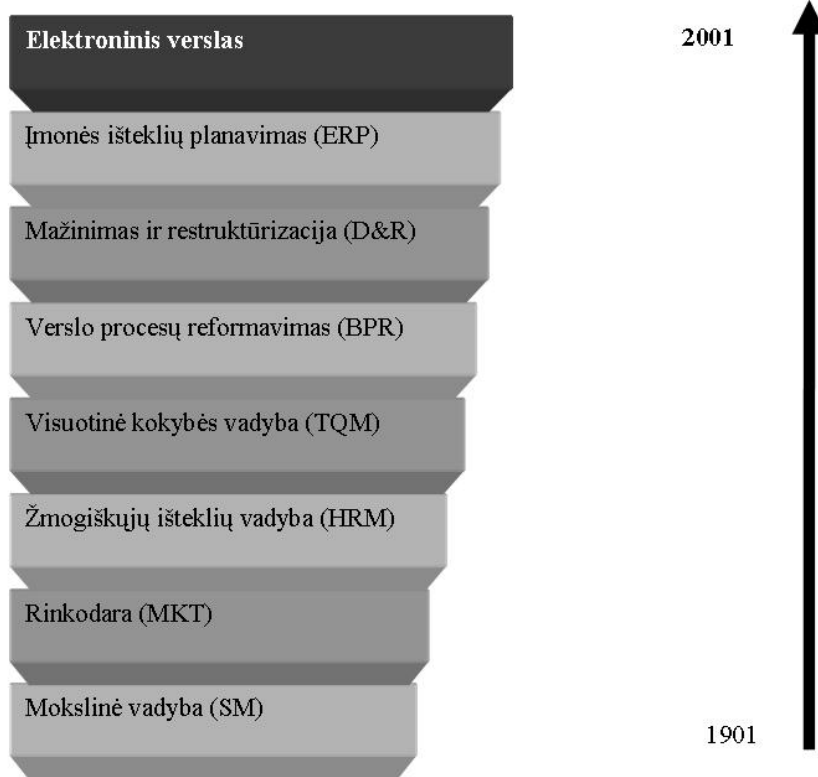 Elektroninis verslas
2001
Įmonės išteklių planavimas (ERP)
Mažinimas ir restruktūrizacija (D&R)
Verslo procesų reformavimas (BPR)
Visuotinė kokybės vadyba (TQM)
Žmogiškųjų išteklių vadyba (HRM)
Rinkodara (MKT)
Mokslinė vadyba (SM)
1901